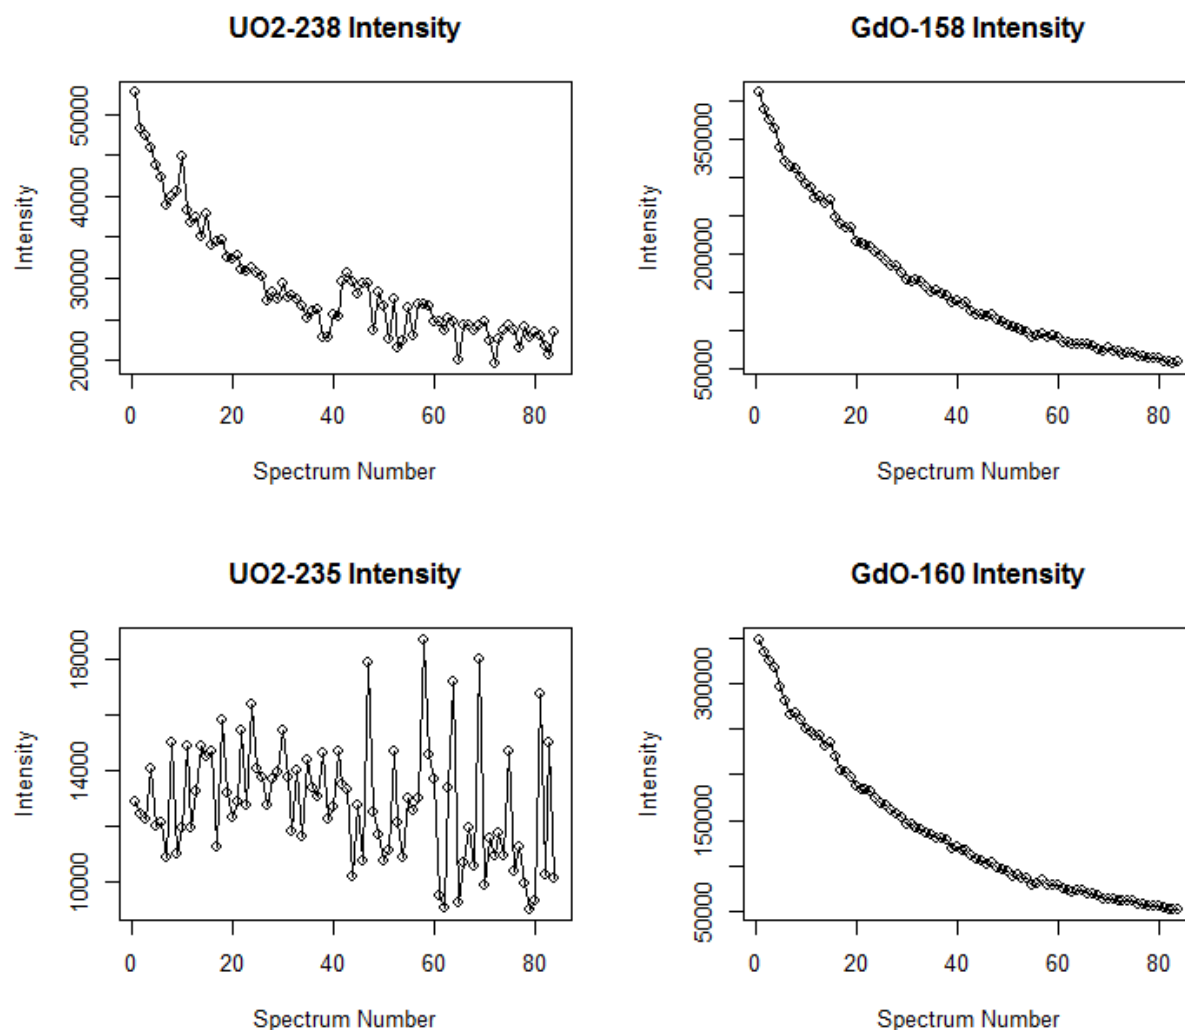 UO2-238 Intensity
Intensity
50000
40000
30000
20000
0 20 40 60 80
Spectrum Number
GdO-158 Intensity
Intensity
350000
200000
50000
0 20 40 60 80
Spectrum Number
UO2-235 Intensity
Intensity
18000
14000
10000
0 20 40 60 80
Spectrum Number
GdO-160 Intensity
Intensity
300000
150000
50000
0 20 40 60 80
Spectrum Number